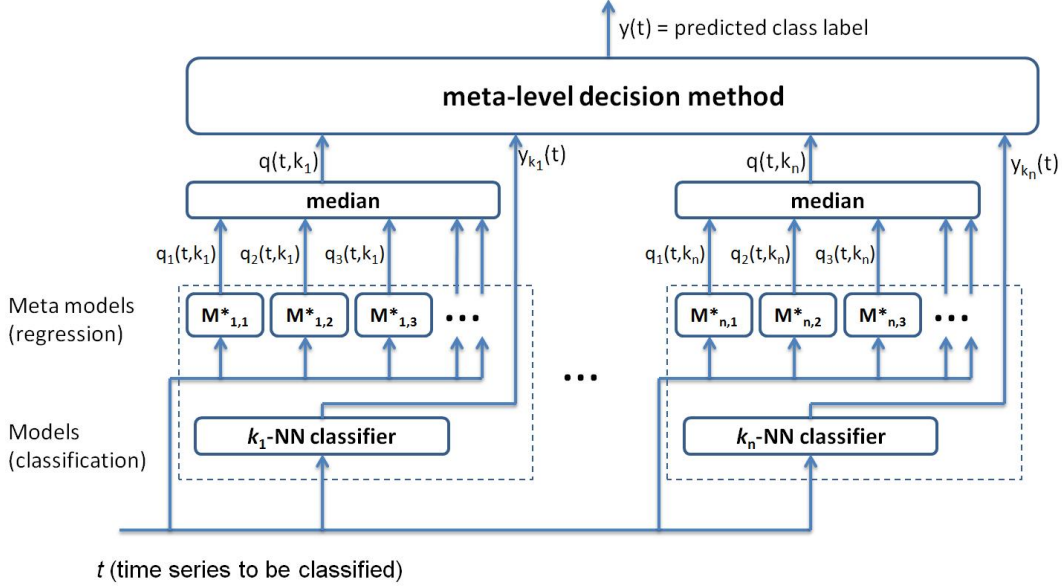 y(t) = predicted class label
meta-level decision method
q(t,k₁)
y_k₁(t)
q(t,kₙ)
y_kₙ(t)
median
median
q₁(t,k₁) q₂(t,k₁) q₃(t,k₁)
q₁(t,kₙ) q₂(t,kₙ) q₃(t,kₙ)
Meta models
(regression)
M*₁,₁ M*₁,₂ M*₁,₃ ...
M*ₙ,₁ M*ₙ,₂ M*ₙ,₃ ...
...
Models
(classification)
k₁-NN classifier
kₙ-NN classifier
t (time series to be classified)